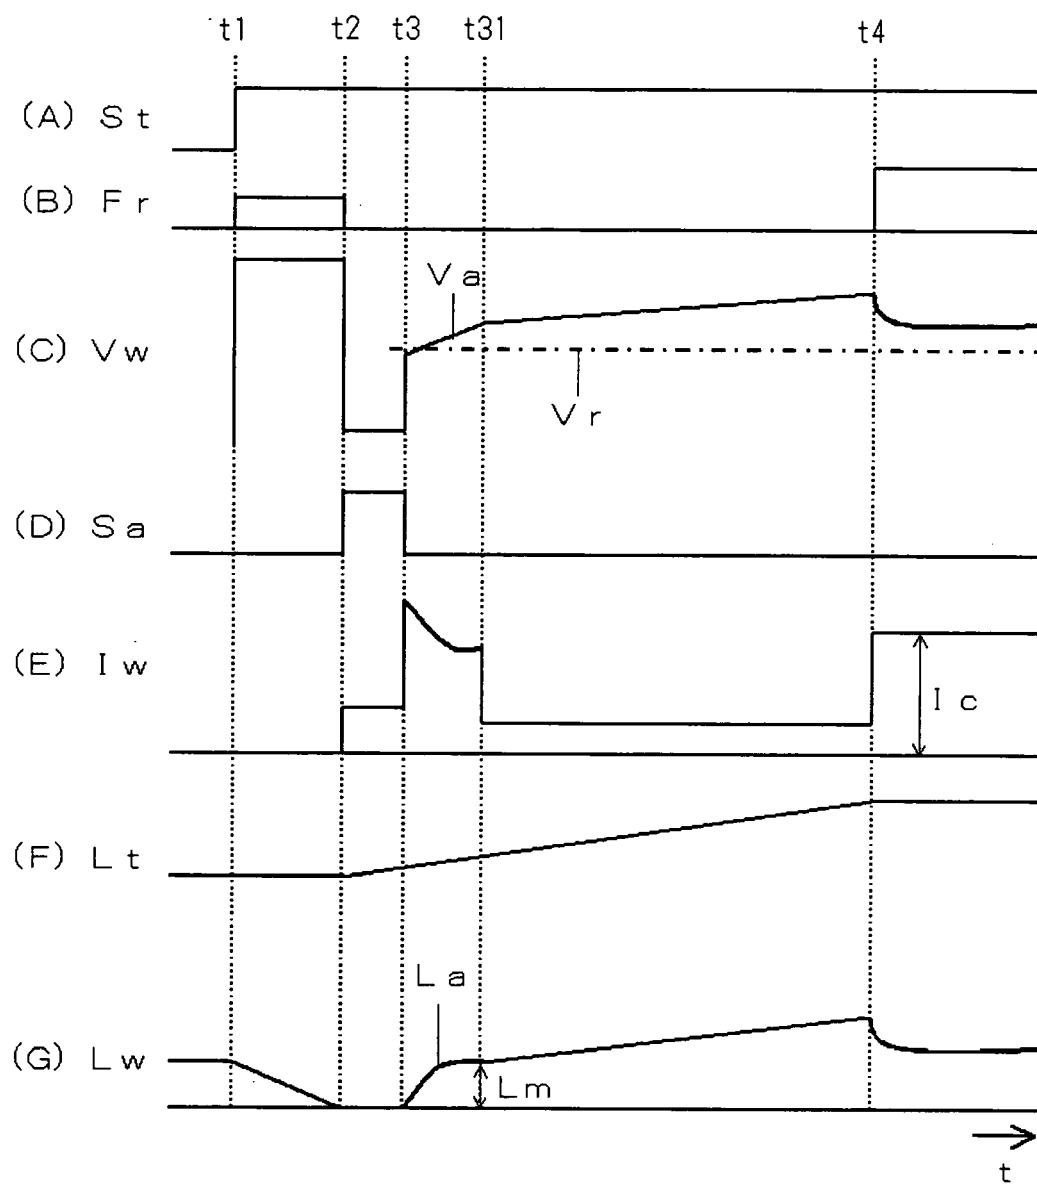 t1 t2 t3 t31 t4
(A) St
(B) Fr
Va
(C) Vw
Vr
(D) Sa
(E) Iw
Ic
(F) Lt
La
(G) Lw
Lm
t